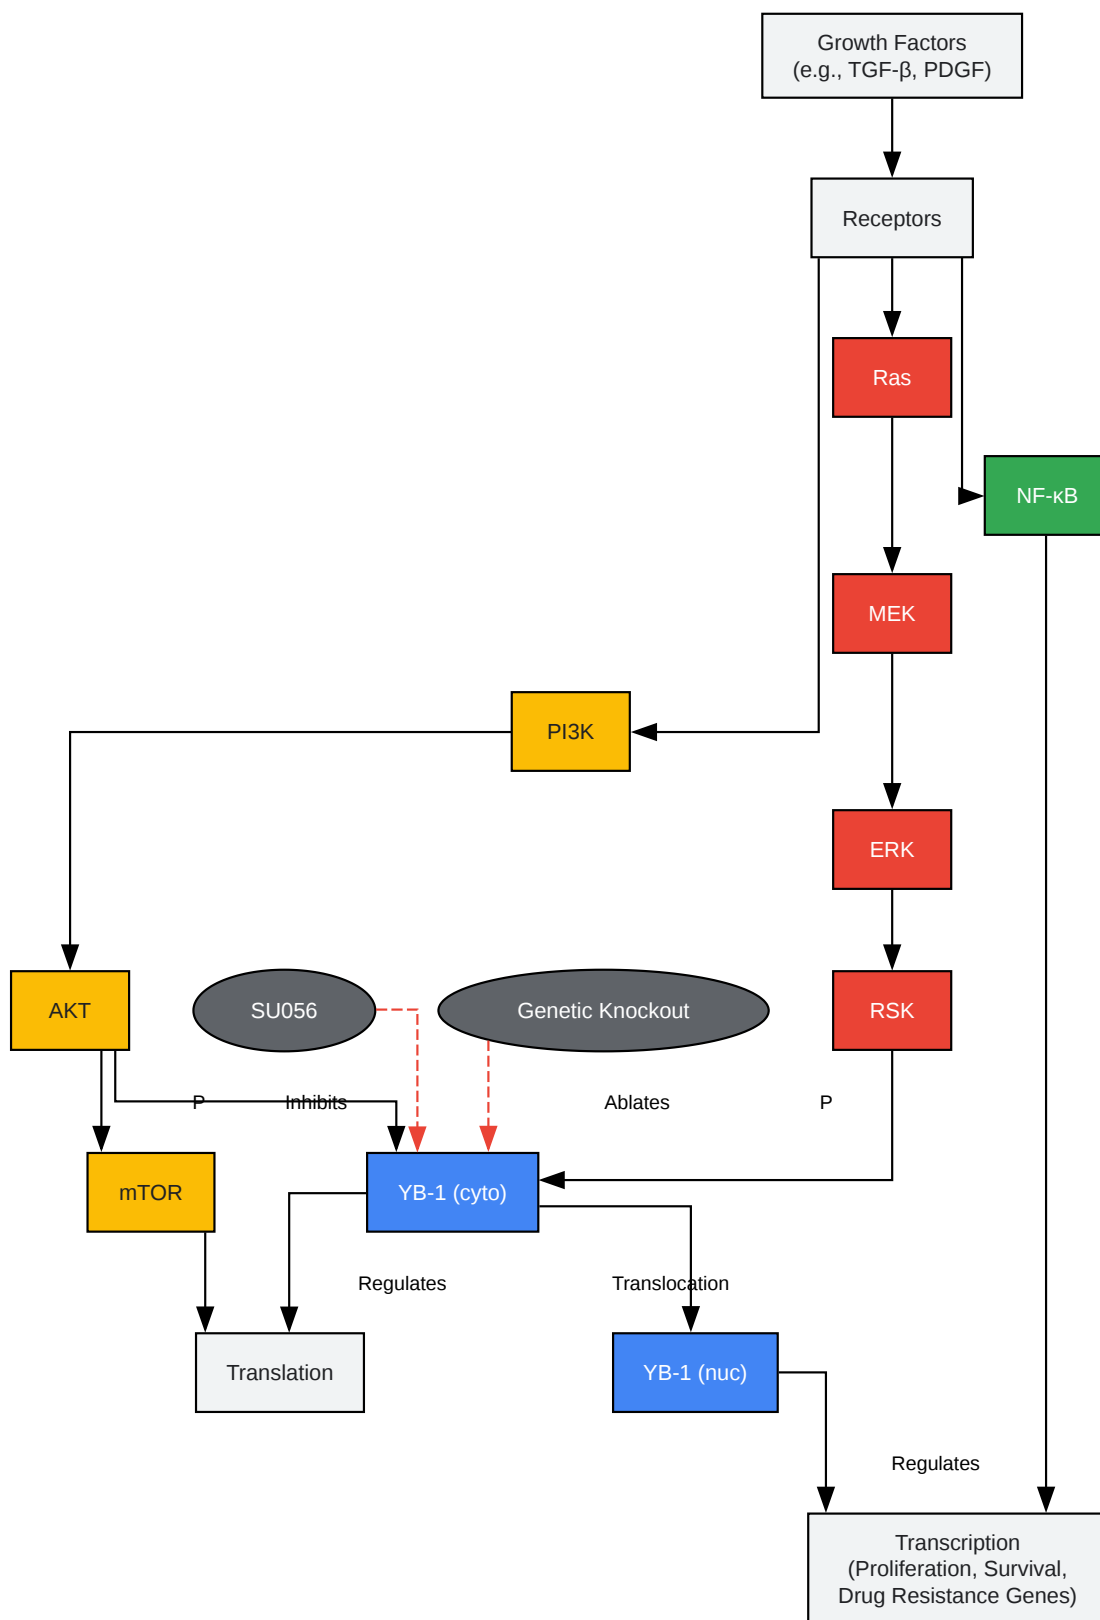 Growth Factors
(e.g., TGF-β, PDGF)
Receptors
Ras
NF-κB
MEK
PI3K
ERK
AKT
SU056
Genetic Knockout
RSK
P
Inhibits
Ablates
P
mTOR
YB-1 (cyto)
Regulates
Translocation
Translation
YB-1 (nuc)
Regulates
Transcription
(Proliferation, Survival,
Drug Resistance Genes)